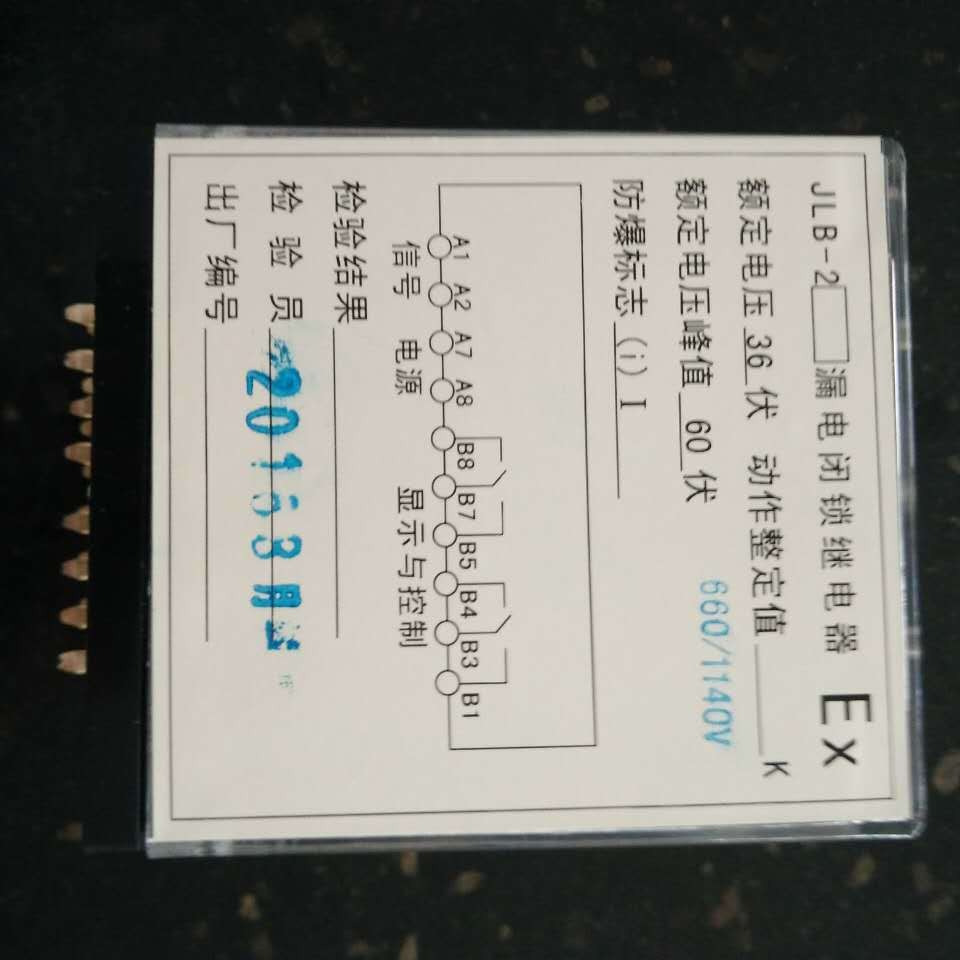 JLB-2 漏电闭锁继电器 Ex
额定电压 36 伏 动作整定值 K
额定电压峰值 60 伏 660/1140V
防爆标志 (i) I
A1 A2 A7 A8 B8 B7 B5 B4 B3 B1
信号 电源 显示与控制
检验结果
检验员
出厂编号